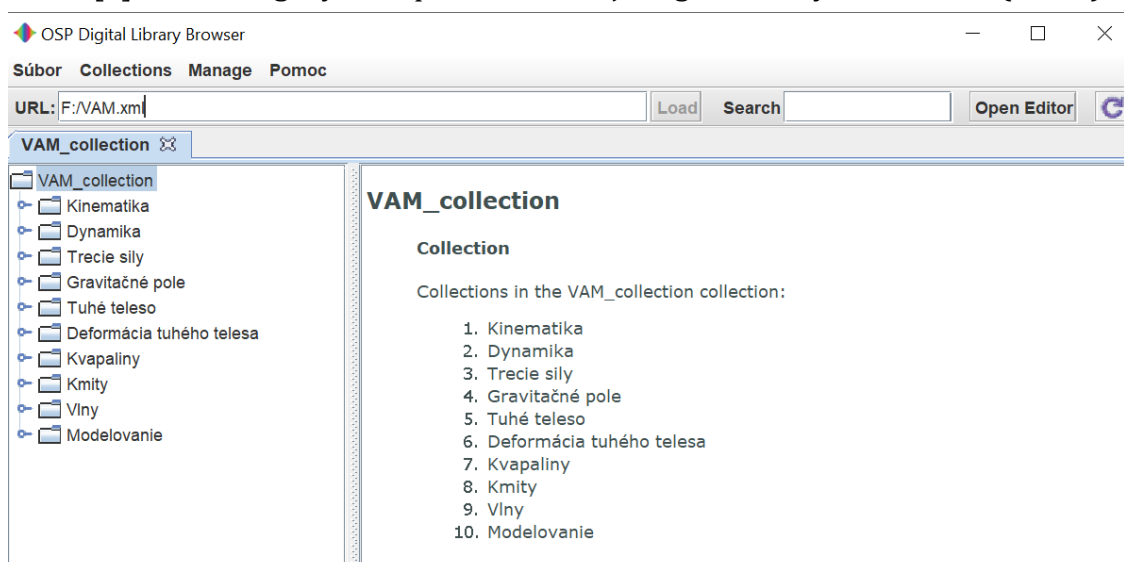 OSP Digital Library Browser
Súbor Collections Manage Pomoc
URL: F:/VAM.xml Load Search Open Editor
VAM_collection
VAM_collection
Kinematika
Dynamika
Trecie sily
Gravitačné pole
Tuhé teleso
Deformácia tuhého telesa
Kvapaliny
Kmity
Vlny
Modelovanie
VAM_collection
Collection
Collections in the VAM_collection collection:
1. Kinematika
2. Dynamika
3. Trecie sily
4. Gravitačné pole
5. Tuhé teleso
6. Deformácia tuhého telesa
7. Kvapaliny
8. Kmity
9. Vlny
10. Modelovanie